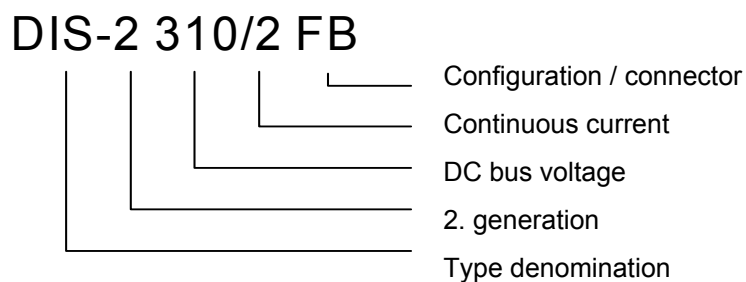 DIS-2 310/2 FB
Configuration / connector
Continuous current
DC bus voltage
2. generation
Type denomination